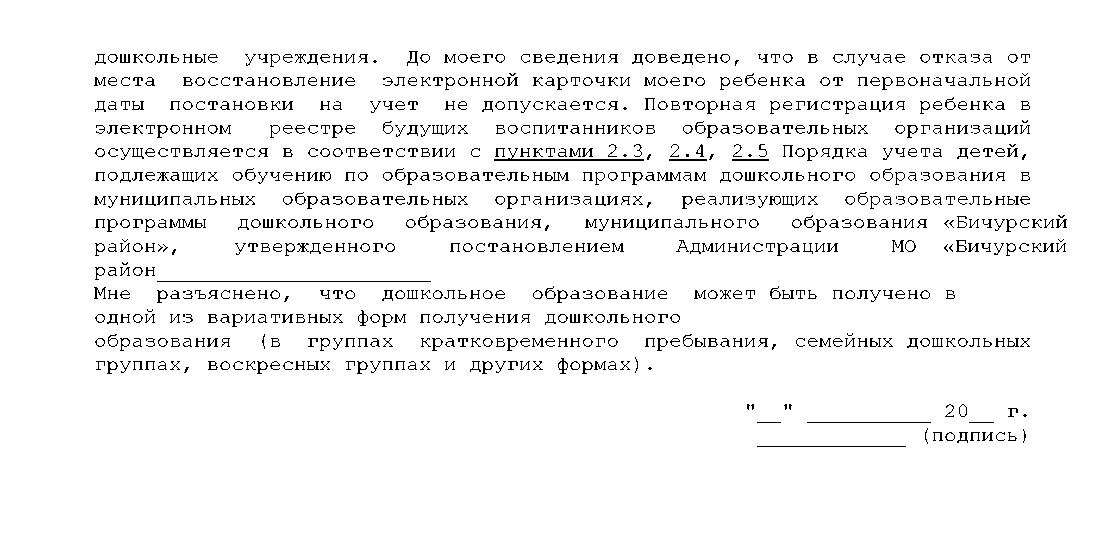 дошкольные учреждения. До моего сведения доведено, что в случае отказа от
места восстановление электронной карточки моего ребенка от первоначальной
даты постановки на учет не допускается. Повторная регистрация ребенка в
электронном реестре будущих воспитанников образовательных организаций
осуществляется в соответствии с пунктами 2.3, 2.4, 2.5 Порядка учета детей,
подлежащих обучению по образовательным программам дошкольного образования в
муниципальных образовательных организациях, реализующих образовательные
программы дошкольного образования, муниципального образования «Бичурский
район», утвержденного постановлением Администрации МО «Бичурский
район______________________
Мне разъяснено, что дошкольное образование может быть получено в
одной из вариативных форм получения дошкольного
образования (в группах кратковременного пребывания, семейных дошкольных
группах, воскресных группах и других формах).
"__" __________ 20__ г.
____________ (подпись)